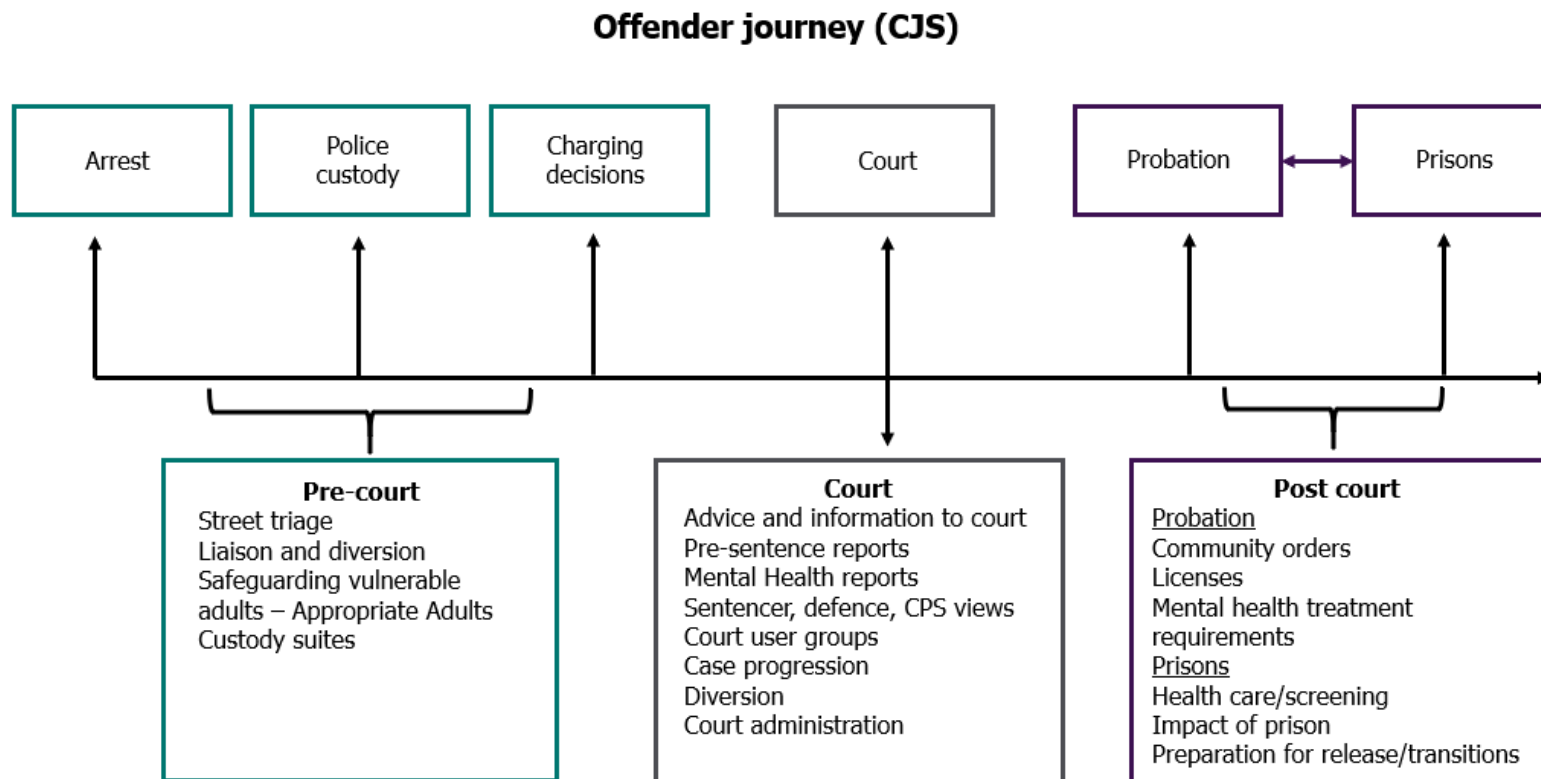 Offender journey (CJS)
Arrest
Police
custody
Charging
decisions
Court
Probation
Prisons
Pre-court
Street triage
Liaison and diversion
Safeguarding vulnerable
adults – Appropriate Adults
Custody suites
Court
Advice and information to court
Pre-sentence reports
Mental Health reports
Sentencer, defence, CPS views
Court user groups
Case progression
Diversion
Court administration
Post court
Probation
Community orders
Licenses
Mental health treatment
requirements
Prisons
Health care/screening
Impact of prison
Preparation for release/transitions